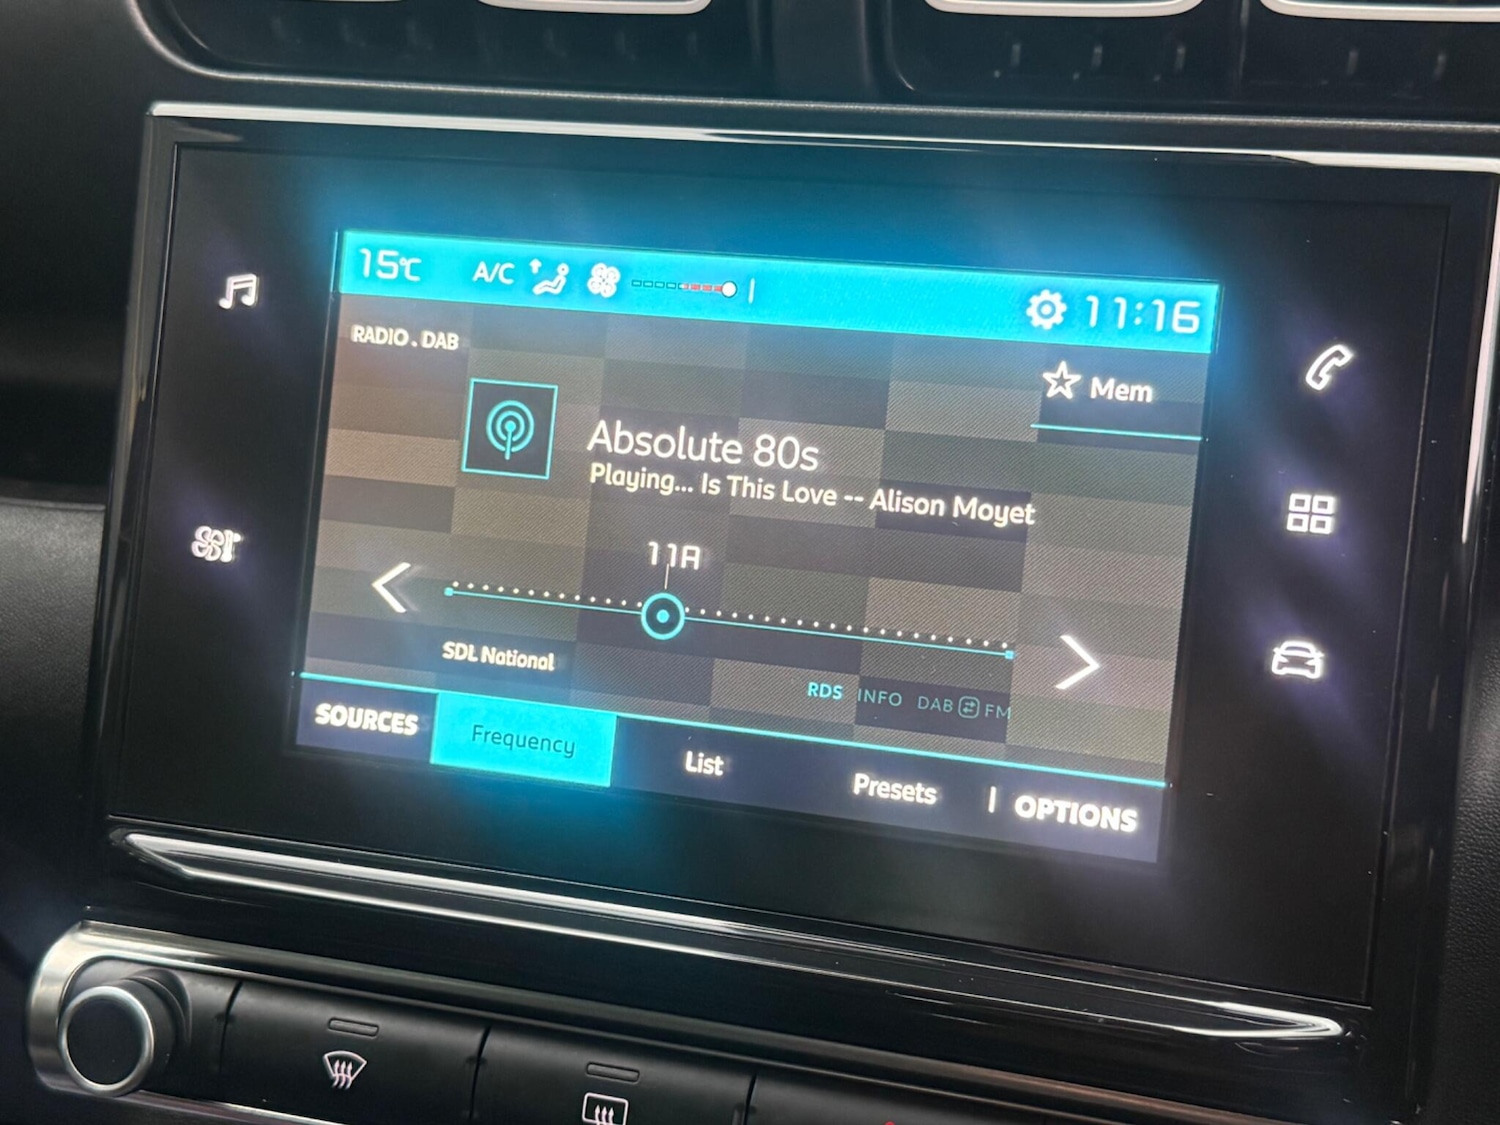 15°C A/C 11:16
RADIO . DAB
Mem
Absolute 80s
Playing... Is This Love -- Alison Moyet
11A
SDL National
RDS INFO DAB FM
SOURCES Frequency List Presets OPTIONS